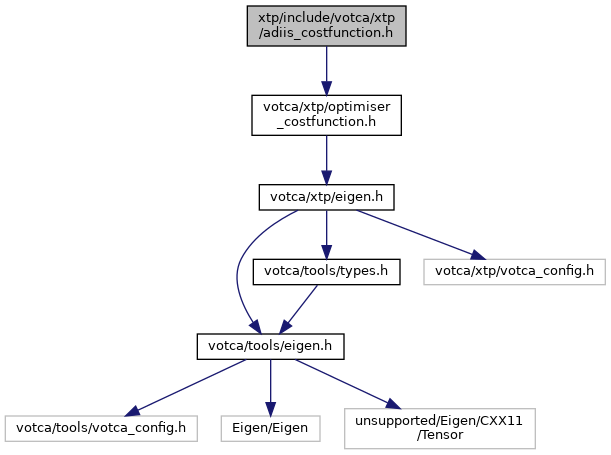 xtp/include/votca/xtp
/adiis_costfunction.h
votca/xtp/optimiser
_costfunction.h
votca/xtp/eigen.h
votca/tools/types.h
votca/xtp/votca_config.h
votca/tools/eigen.h
votca/tools/votca_config.h
Eigen/Eigen
unsupported/Eigen/CXX11
/Tensor